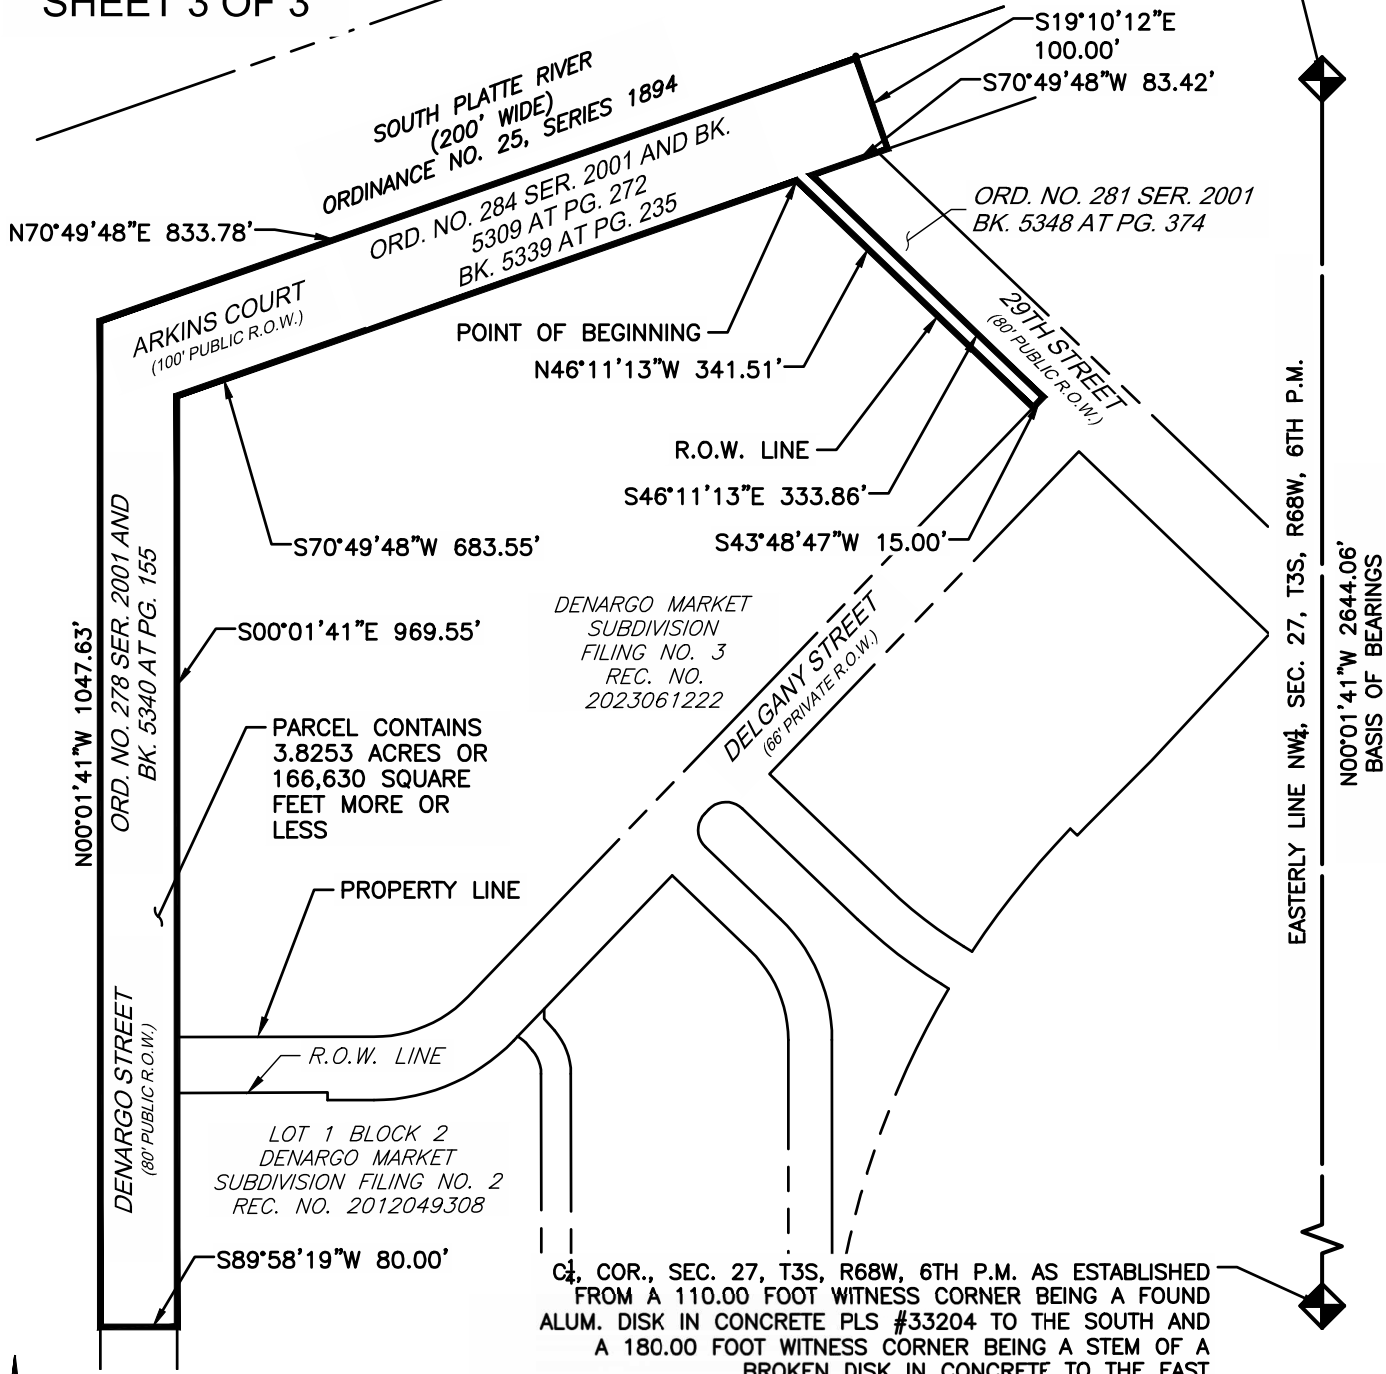 SHEET 3 OF 3
S19°10'12"E
100.00'
S70°49'48"W 83.42'
SOUTH PLATTE RIVER
(200' WIDE)
ORDINANCE NO. 25, SERIES 1894
ORD. NO. 284 SER. 2001 AND BK.
5309 AT PG. 272
BK. 5339 AT PG. 235
N70°49'48"E 833.78'
ARKINS COURT
(100' PUBLIC R.O.W.)
ORD. NO. 281 SER. 2001
BK. 5348 AT PG. 374
29TH STREET
(80' PUBLIC R.O.W.)
POINT OF BEGINNING
N46°11'13"W 341.51'
R.O.W. LINE
S46°11'13"E 333.86'
S43°48'47"W 15.00'
S70°49'48"W 683.55'
S00°01'41"E 969.55'
N00°01'41"W 1047.63'
ORD. NO. 278 SER. 2001 AND
BK. 5340 AT PG. 155
DENARGO MARKET
SUBDIVISION
FILING NO. 3
REC. NO.
2023061222
DELGANY STREET
(66' PRIVATE R.O.W.)
EASTERLY LINE NW¼, SEC. 27, T3S, R68W, 6TH P.M.
N00°01'41"W 2644.06'
BASIS OF BEARINGS
PARCEL CONTAINS
3.8253 ACRES OR
166,630 SQUARE
FEET MORE OR
LESS
PROPERTY LINE
R.O.W. LINE
DENARGO STREET
(80' PUBLIC R.O.W.)
LOT 1 BLOCK 2
DENARGO MARKET
SUBDIVISION FILING NO. 2
REC. NO. 2012049308
S89°58'19"W 80.00'
C¼, COR., SEC. 27, T3S, R68W, 6TH P.M. AS ESTABLISHED
FROM A 110.00 FOOT WITNESS CORNER BEING A FOUND
ALUM. DISK IN CONCRETE PLS #33204 TO THE SOUTH AND
A 180.00 FOOT WITNESS CORNER BEING A STEM OF A
BROKEN DISK IN CONCRETE TO THE EAST